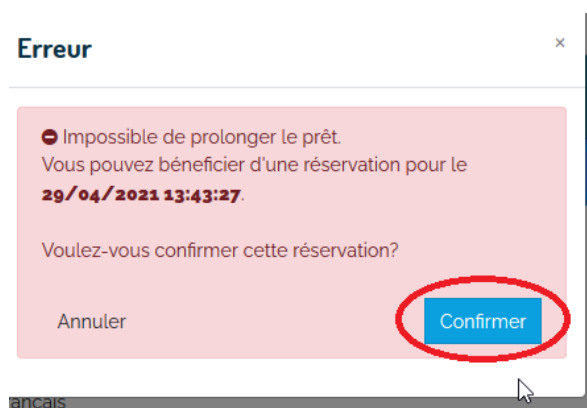 Erreur
×
Impossible de prolonger le prêt.
Vous pouvez béneficier d'une réservation pour le
29/04/2021 13:43:27.
Voulez-vous confirmer cette réservation?
Annuler
Confirmer
ançais